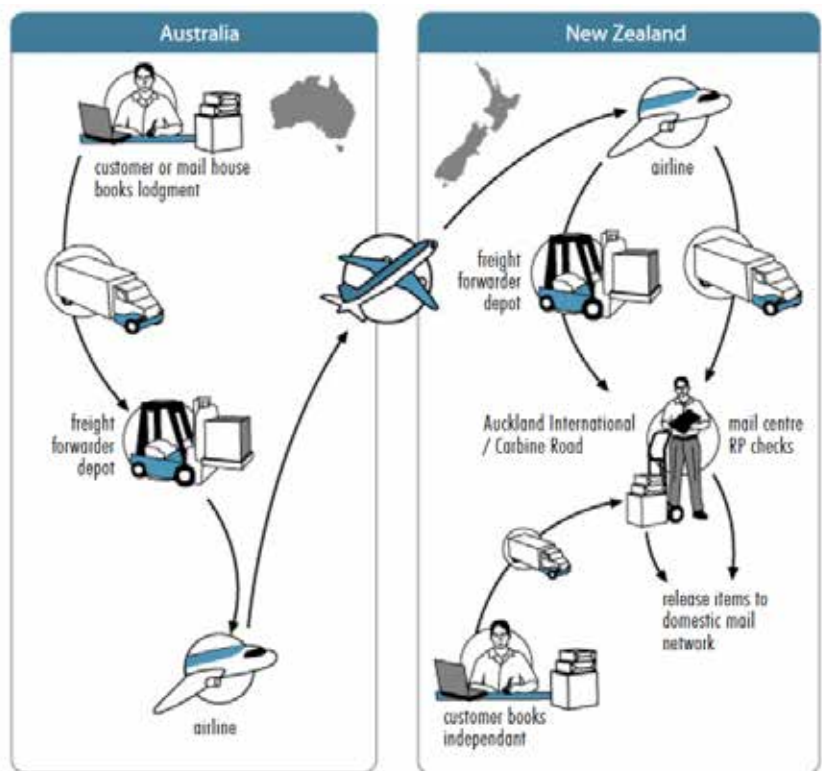 Australia
customer or mail house
books lodgment
freight
forwarder
depot
airline
New Zealand
airline
freight
forwarder
depot
Auckland International
/ Carbine Road
mail centre
RP checks
release items to
domestic mail
network
customer books
independant